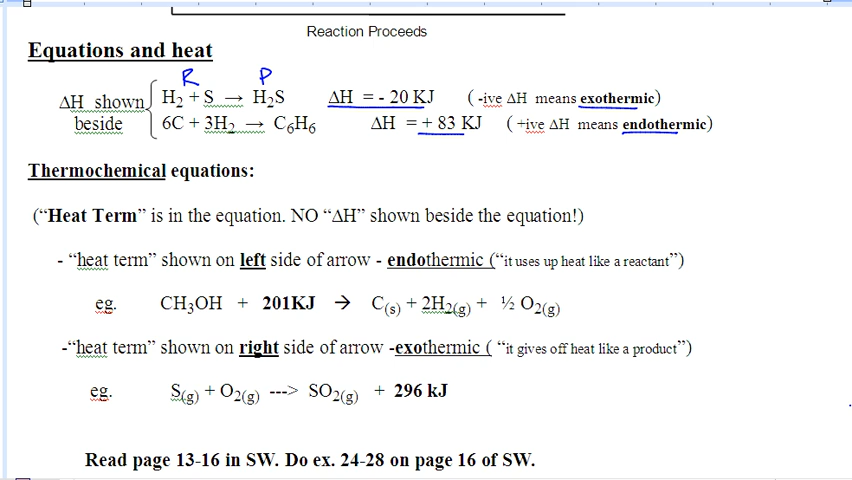 Reaction Proceeds
Equations and heat
R P
ΔH shown beside
H₂ + S → H₂S ΔH = - 20 KJ ( -ive ΔH means exothermic)
6C + 3H₂ → C₆H₆ ΔH = + 83 KJ ( +ive ΔH means endothermic)
Thermochemical equations:
(“Heat Term” is in the equation. NO “ΔH” shown beside the equation!)
- “heat term” shown on left side of arrow - endothermic (“it uses up heat like a reactant”)
eg. CH₃OH + 201KJ → C(s) + 2H₂(g) + ½ O₂(g)
-“heat term” shown on right side of arrow -exothermic ( “it gives off heat like a product”)
eg. S(g) + O₂(g) ---> SO₂(g) + 296 kJ
Read page 13-16 in SW. Do ex. 24-28 on page 16 of SW.